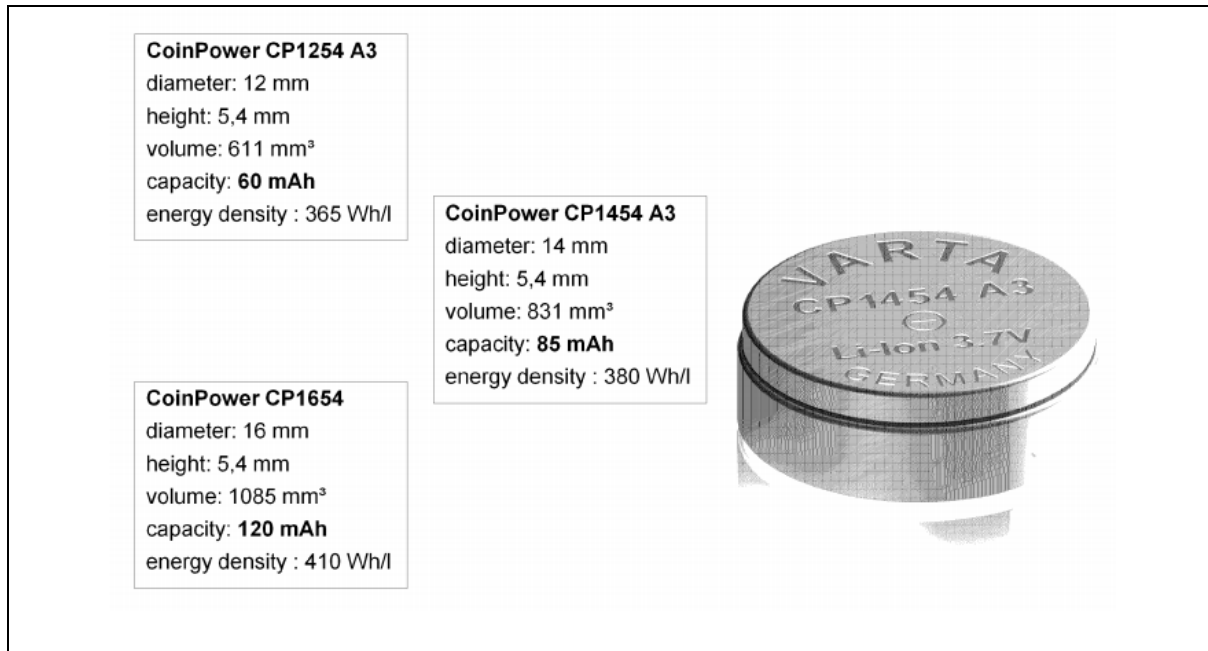 CoinPower CP1254 A3
diameter: 12 mm
height: 5,4 mm
volume: 611 mm³
capacity: 60 mAh
energy density : 365 Wh/l
CoinPower CP1454 A3
diameter: 14 mm
height: 5,4 mm
volume: 831 mm³
capacity: 85 mAh
energy density : 380 Wh/l
CoinPower CP1654
diameter: 16 mm
height: 5,4 mm
volume: 1085 mm³
capacity: 120 mAh
energy density : 410 Wh/l
VARTA
CP1454 A3
Li-Ion 3.7V
GERMANY